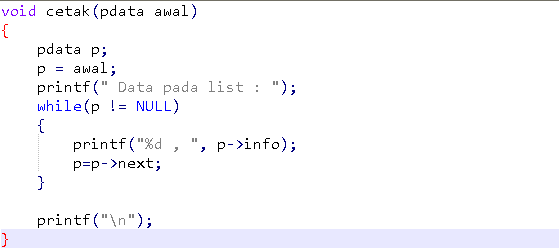 void cetak(pdata awal)
{
    pdata p;
    p = awal;
    printf(" Data pada list : ");
    while(p != NULL)
    {
        printf("%d , ", p->info);
        p=p->next;
    }

    printf("\n");
}